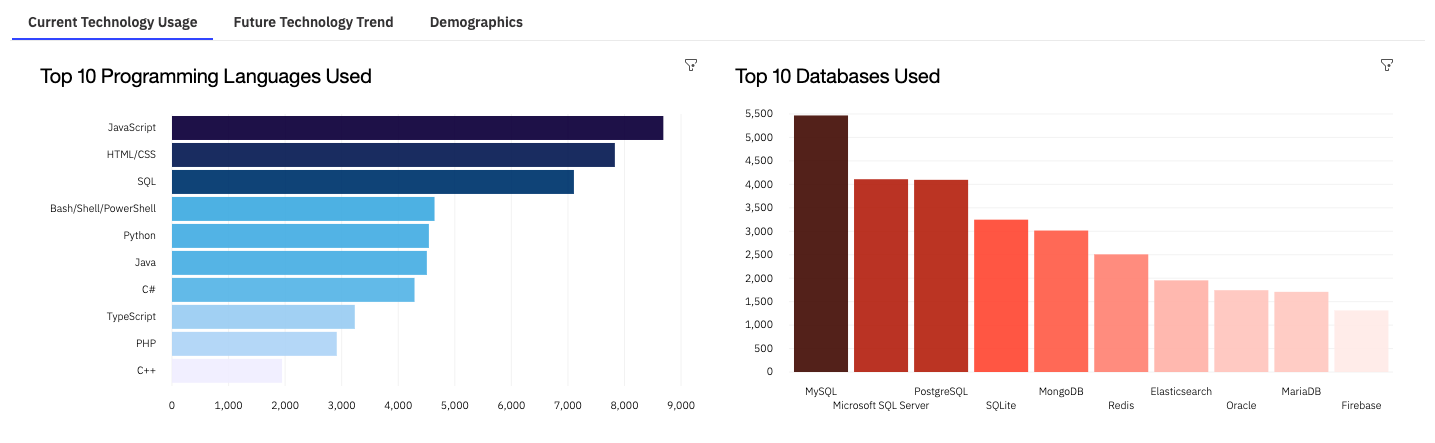 Current Technology Usage Future Technology Trend Demographics
Top 10 Programming Languages Used
JavaScript
HTML/CSS
SQL
Bash/Shell/PowerShell
Python
Java
C#
TypeScript
PHP
C++
0 1,000 2,000 3,000 4,000 5,000 6,000 7,000 8,000 9,000
Top 10 Databases Used
5,500
5,000
4,500
4,000
3,500
3,000
2,500
2,000
1,500
1,000
500
0
MySQL PostgreSQL MongoDB Elasticsearch MariaDB
Microsoft SQL Server SQLite Redis Oracle Firebase